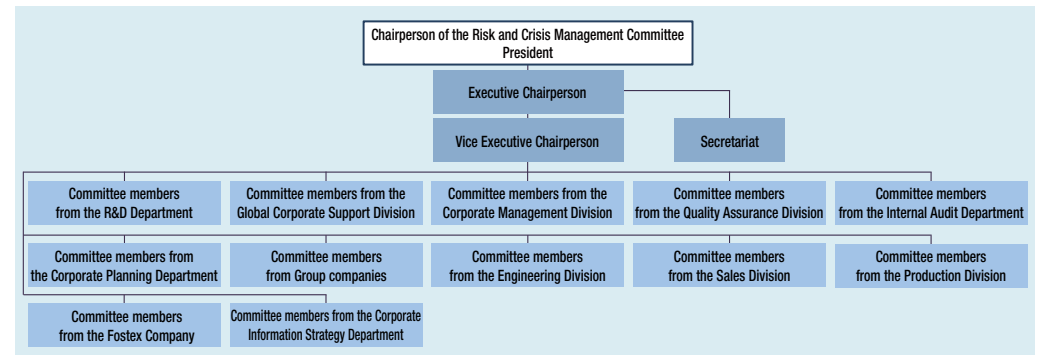 Chairperson of the Risk and Crisis Management Committee
President
Executive Chairperson
Vice Executive Chairperson
Secretariat
Committee members
from the R&D Department
Committee members from the
Global Corporate Support Division
Committee members from the
Corporate Management Division
Committee members
from the Quality Assurance Division
Committee members
from the Internal Audit Department
Committee members from
the Corporate Planning Department
Committee members
from Group companies
Committee members
from the Engineering Division
Committee members
from the Sales Division
Committee members
from the Production Division
Committee members
from the Fostex Company
Committee members from the Corporate
Information Strategy Department